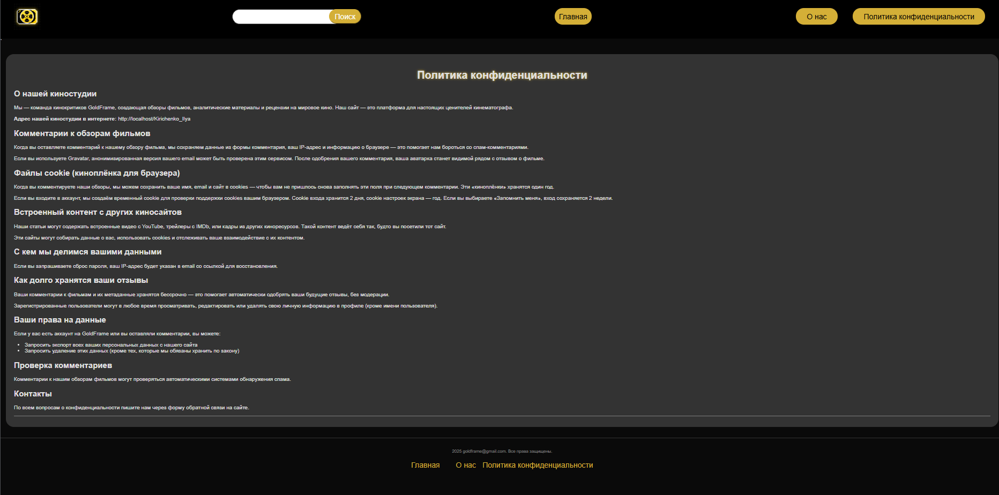 Поиск
Главная
О нас
Политика конфиденциальности
Политика конфиденциальности
О нашей киностудии
Мы — команда кинокритиков GoldFrame, создающая обзоры фильмов, аналитические материалы и рецензии на мировое кино. Наш сайт — это платформа для настоящих ценителей кинематографа.
Адрес нашей киностудии в интернете: http://localhost/Kirichenko_Ilya
Комментарии к обзорам фильмов
Когда вы оставляете комментарий к нашему обзору фильма, мы сохраняем данные из формы комментария, ваш IP-адрес и информацию о браузере — это помогает нам бороться со спам-комментариями.
Если вы используете Gravatar, анонимизированная версия вашего email может быть проверена этим сервисом. После одобрения вашего комментария, ваша аватарка станет видимой рядом с отзывом о фильме.
Файлы cookie (киноплёнка для браузера)
Когда вы комментируете наши обзоры, мы можем сохранить ваше имя, email и сайт в cookies — чтобы вам не пришлось снова заполнять эти поля при следующем комментарии. Эти «киноплёнки» хранятся один год.
Если вы входите в аккаунт, мы создаём временный cookie для проверки поддержки cookies вашим браузером. Cookie входа хранится 2 дня, cookie настроек экрана — год. Если вы выбираете «Запомнить меня», вход сохраняется 2 недели.
Встроенный контент с других киносайтов
Наши статьи могут содержать встроенные видео с YouTube, трейлеры с IMDb, или кадры из других киноресурсов. Такой контент ведёт себя так, будто вы посетили тот сайт.
Эти сайты могут собирать данные о вас, использовать cookies и отслеживать ваше взаимодействие с их контентом.
С кем мы делимся вашими данными
Если вы запрашиваете сброс пароля, ваш IP-адрес будет указан в email со ссылкой для восстановления.
Как долго хранятся ваши отзывы
Ваши комментарии к фильмам и их метаданные хранятся бессрочно — это помогает автоматически одобрять ваши будущие отзывы, без модерации.
Зарегистрированные пользователи могут в любое время просматривать, редактировать или удалять свою личную информацию в профиле (кроме имени пользователя).
Ваши права на данные
Если у вас есть аккаунт на GoldFrame или вы оставляли комментарии, вы можете:
• Запросить экспорт всех ваших персональных данных с нашего сайта
• Запросить удаление этих данных (кроме тех, которые мы обязаны хранить по закону)
Проверка комментариев
Комментарии к нашим обзорам фильмов могут проверяться автоматическими системами обнаружения спама.
Контакты
По всем вопросам о конфиденциальности пишите нам через форму обратной связи на сайте.
2025 goldframe@gmail.com. Все права защищены.
Главная О нас Политика конфиденциальности